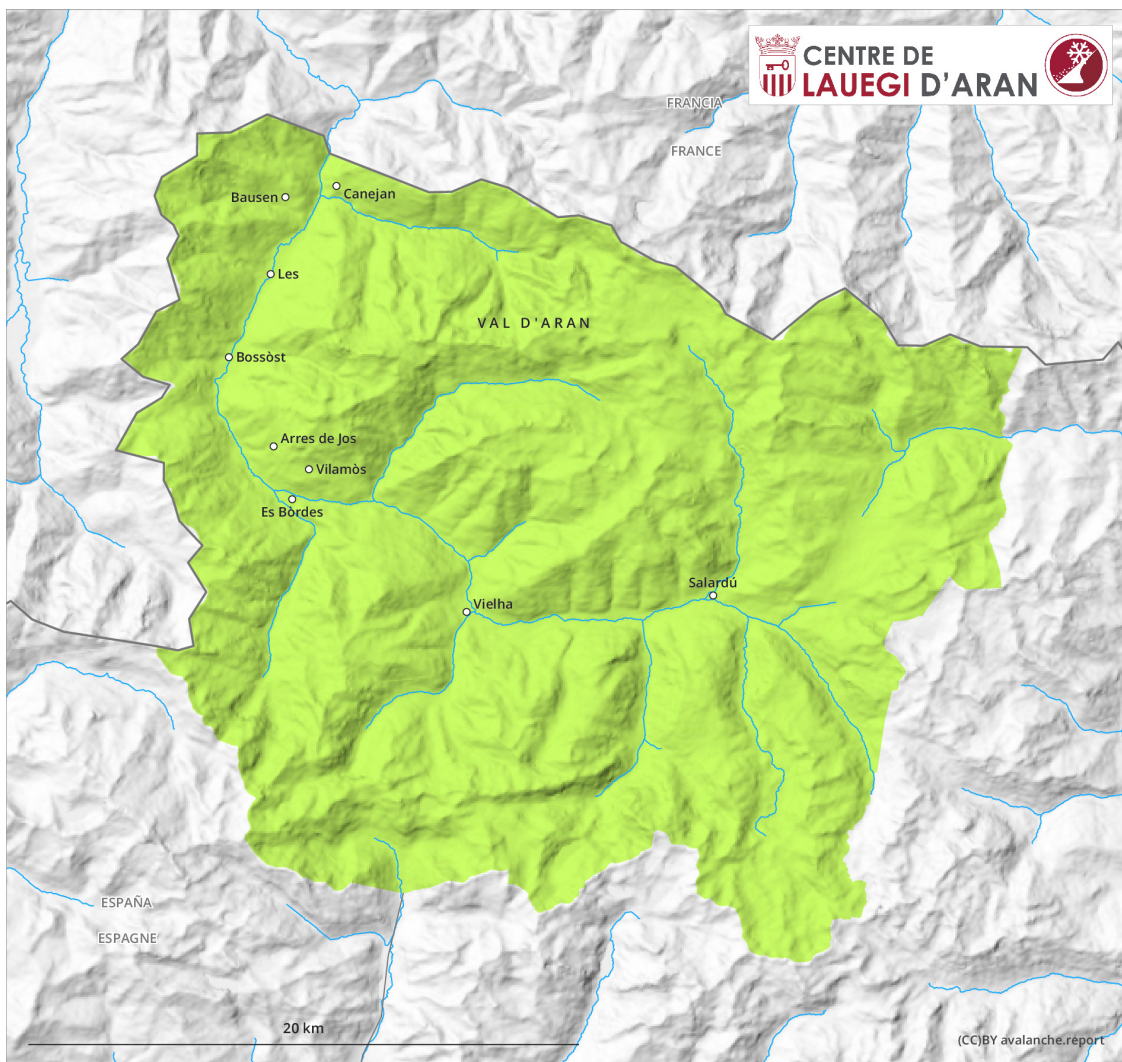 CENTRE DE
LAUEGI D'ARAN
FRANCIA
FRANCE
Bausen
Canejan
Les
VAL D'ARAN
Bossòst
Arres de Jos
Vilamòs
Es Bòrdes
Salardú
Vielha
ESPAÑA
ESPAGNE
20 km
(CC)BY avalanche.report